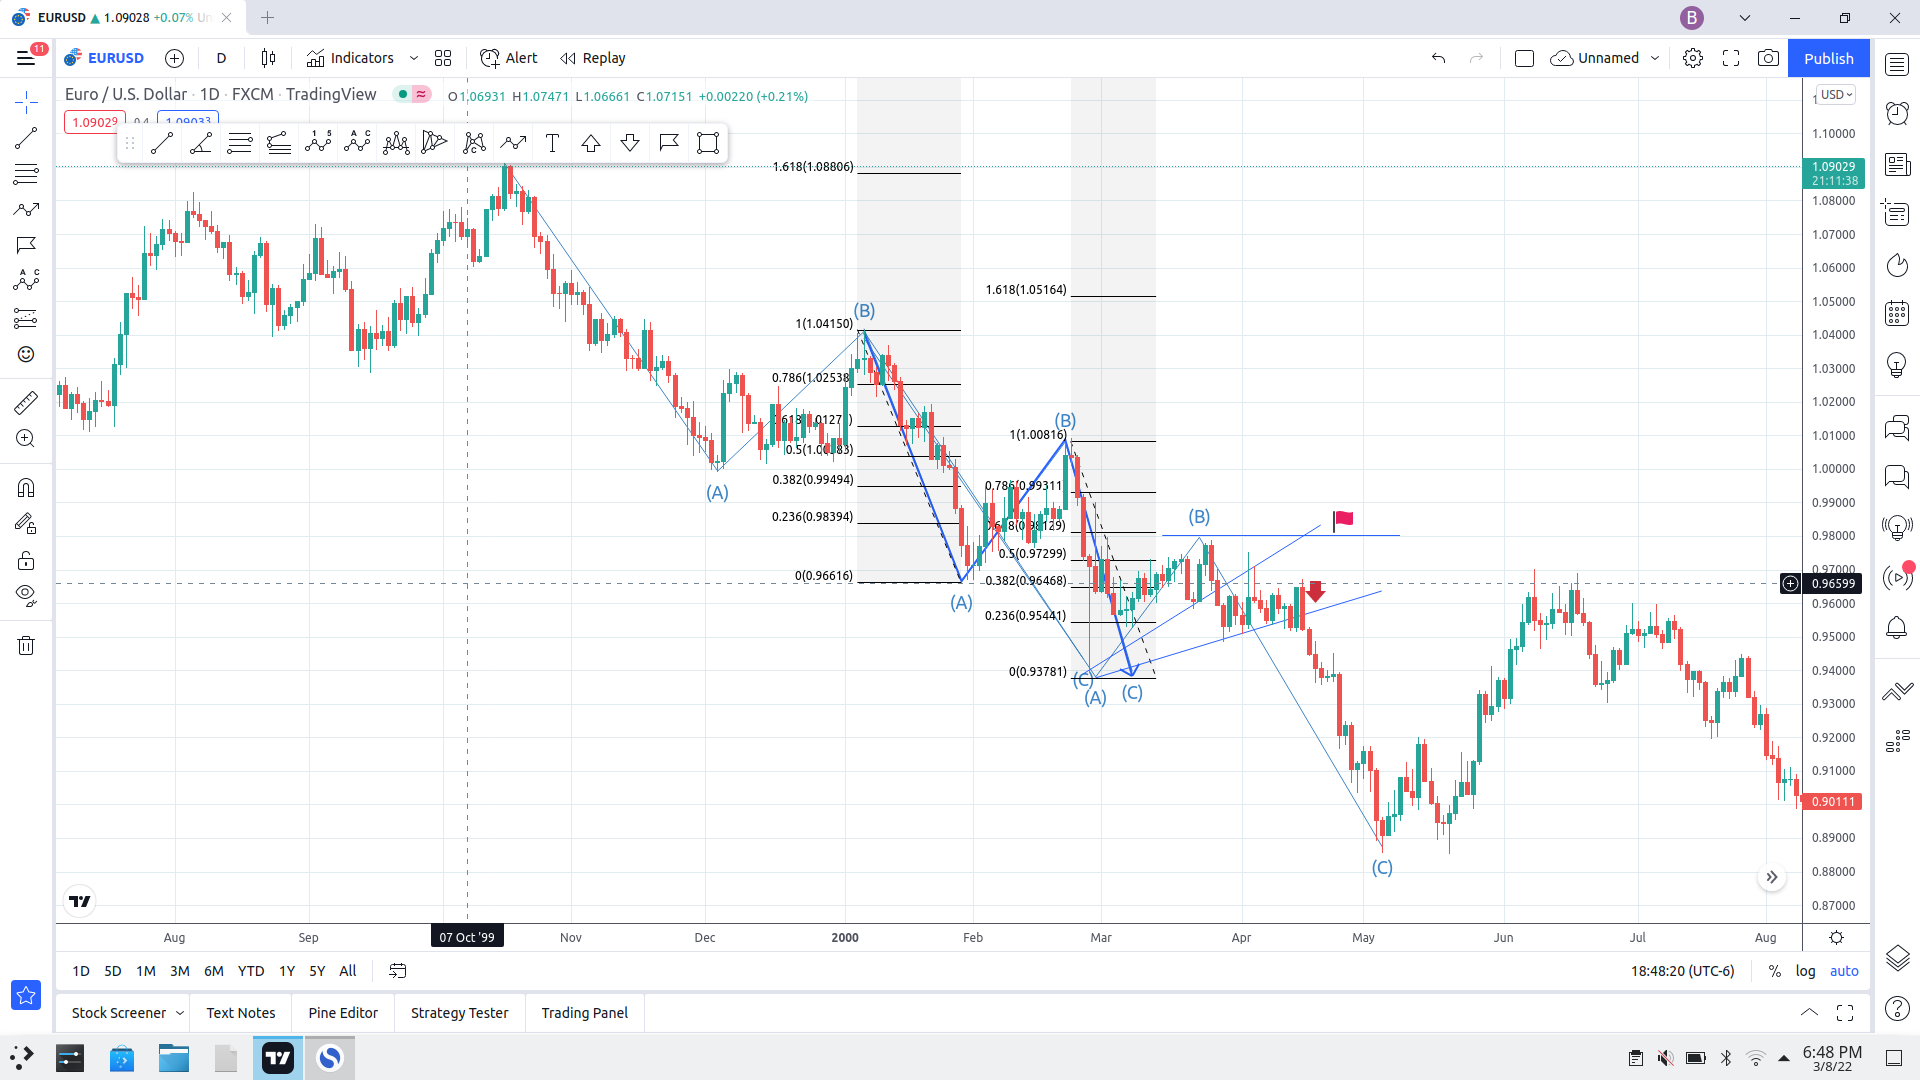 EURUSD ▲ 1.09028 +0.07% Un
B
11
EURUSD
D
Indicators
Alert
Replay
Unnamed
Publish
Euro / U.S. Dollar · 1D · FXCM · TradingView
O1.06931 H1.07471 L1.06661 C1.07151 +0.00220 (+0.21%)
USD
1.09029
0.4
1.09033
1.10000
1.09029
21:11:38
1.08000
1.07000
1.06000
1.05000
1.04000
1.03000
1.02000
1.01000
1.00000
0.99000
0.98000
0.97000
0.96599
0.96000
0.95000
0.94000
0.93000
0.92000
0.91000
0.90111
0.89000
0.88000
0.87000
1.618(1.08806)
(B)
1(1.04150)
0.786(1.02538)
0.382(0.99494)
0.236(0.98394)
0(0.96616)
(A)
(A)
1.618(1.05164)
(B)
1(1.00816)
0.786(0.99311)
0.618(0.98129)
0.5(0.97299)
0.382(0.96468)
0.236(0.95441)
0(0.93781)
(C)
(A)
(C)
(B)
(C)
Aug
Sep
07 Oct '99
Nov
Dec
2000
Feb
Mar
Apr
May
Jun
Jul
Aug
1D 5D 1M 3M 6M YTD 1Y 5Y All
18:48:20 (UTC-6)
% log auto
Stock Screener
Text Notes
Pine Editor
Strategy Tester
Trading Panel
6:48 PM
3/8/22